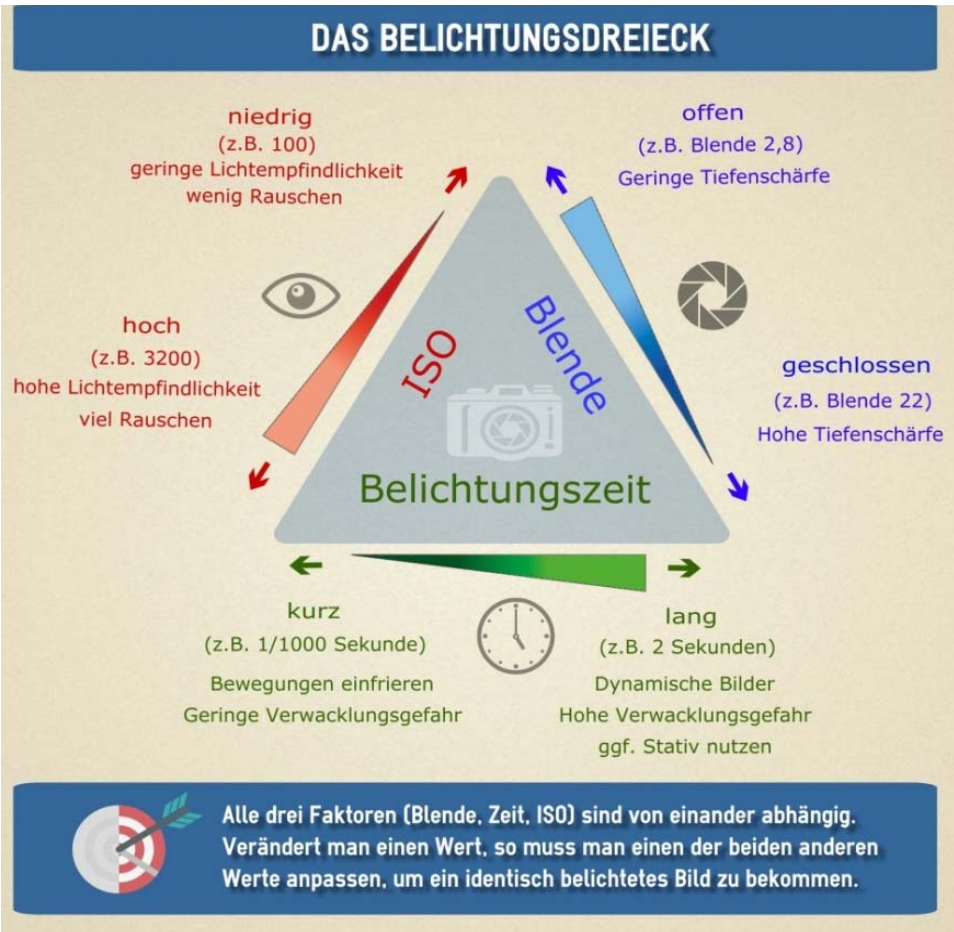 DAS BELICHTUNGSDREIECK
niedrig
(z.B. 100)
geringe Lichtempfindlichkeit
wenig Rauschen
offen
(z.B. Blende 2,8)
Geringe Tiefenschärfe
hoch
(z.B. 3200)
hohe Lichtempfindlichkeit
viel Rauschen
ISO
Blende
geschlossen
(z.B. Blende 22)
Hohe Tiefenschärfe
Belichtungszeit
kurz
(z.B. 1/1000 Sekunde)
Bewegungen einfrieren
Geringe Verwacklungsgefahr
lang
(z.B. 2 Sekunden)
Dynamische Bilder
Hohe Verwacklungsgefahr
ggf. Stativ nutzen
Alle drei Faktoren (Blende, Zeit, ISO) sind von einander abhängig.
Verändert man einen Wert, so muss man einen der beiden anderen
Werte anpassen, um ein identisch belichtetes Bild zu bekommen.